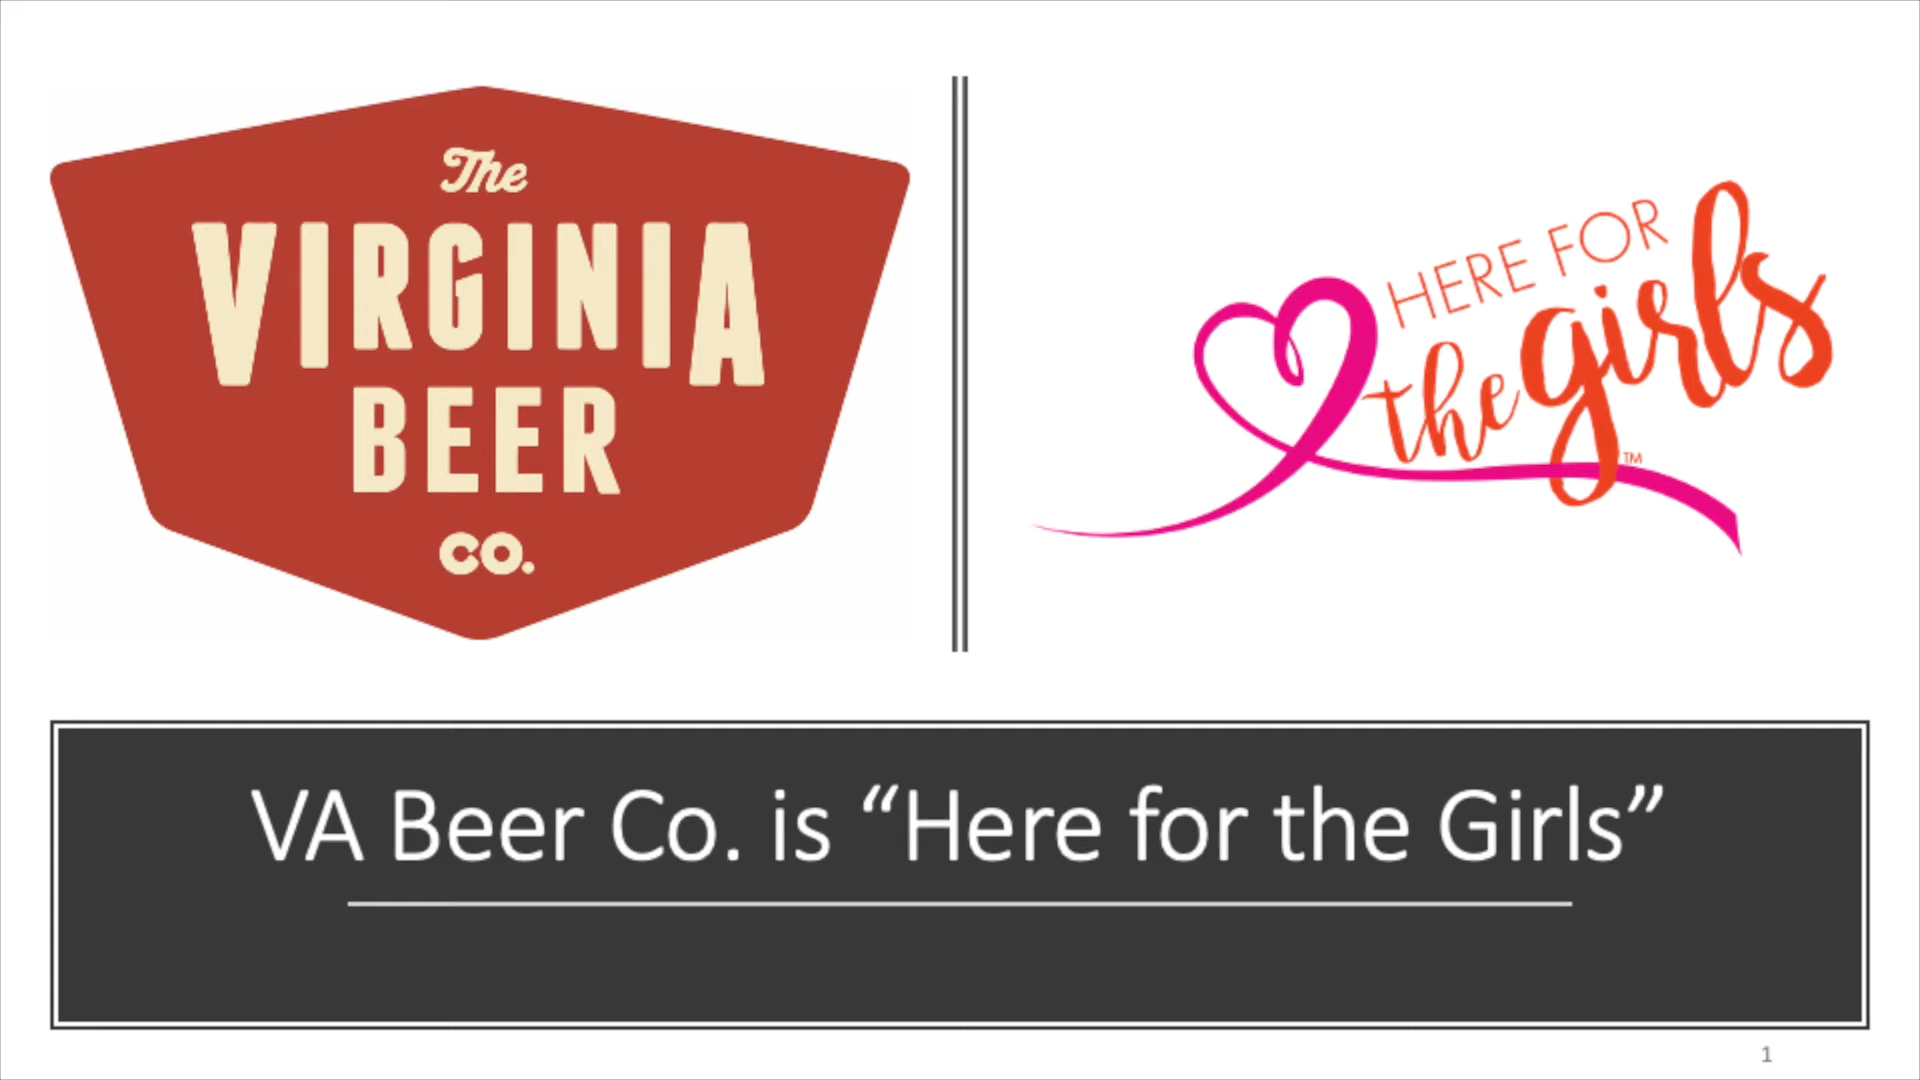 The
VIRGINIA
BEER
CO.
HERE FOR
the girls
TM
VA Beer Co. is “Here for the Girls”
1